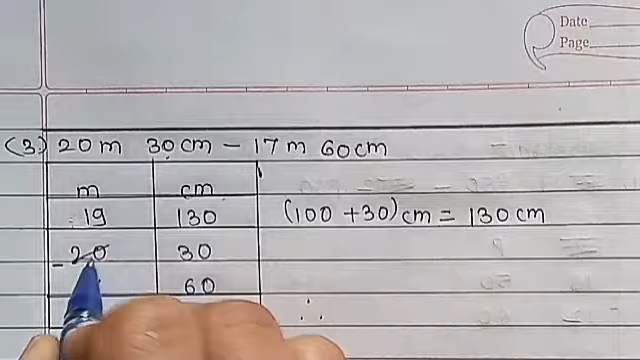 Date
Page
(3) 20 m 30 cm - 17 m 60 cm
m cm
19 130 (100 + 30) cm = 130 cm
- 20 30
60
∴